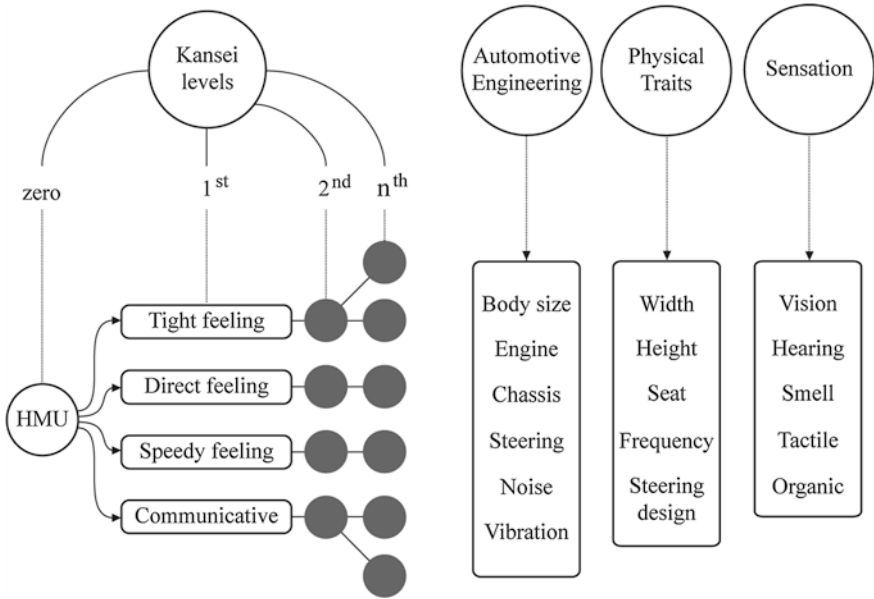 Kansei
levels
zero
1st
2nd
nth
HMU
Tight feeling
Direct feeling
Speedy feeling
Communicative
Automotive
Engineering
Body size
Engine
Chassis
Steering
Noise
Vibration
Physical
Traits
Width
Height
Seat
Frequency
Steering
design
Sensation
Vision
Hearing
Smell
Tactile
Organic